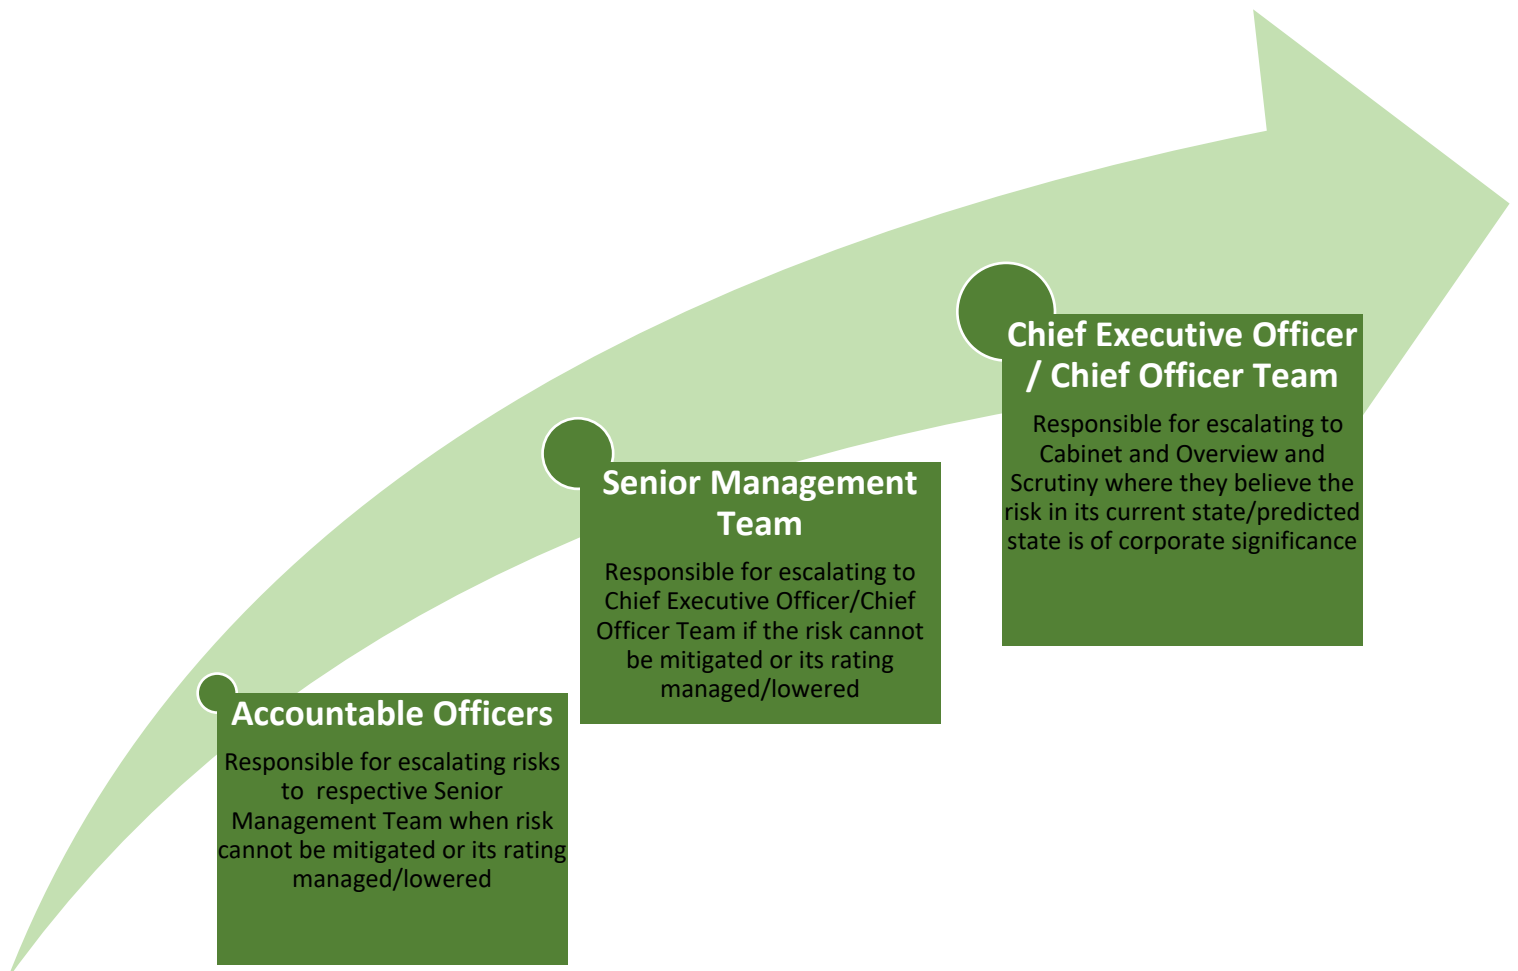 Accountable Officers
Responsible for escalating risks
to  respective Senior
Management Team when risk
cannot be mitigated or its rating
managed/lowered
Senior Management
Team
Responsible for escalating to
Chief Executive Officer/Chief
Officer Team if the risk cannot
be mitigated or its rating
managed/lowered
Chief Executive Officer
/ Chief Officer Team
Responsible for escalating to
Cabinet and Overview and
Scrutiny where they believe the
risk in its current state/predicted
state is of corporate significance